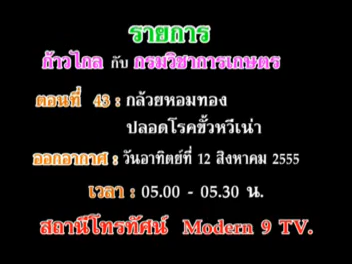 รายการ
ก้าวไกล กับ กรมวิชาการเกษตร
ตอนที่ 43 : กล้วยหอมทอง
ปลอดโรคขั้วหวีเน่า
ออกอากาศ : วันอาทิตย์ที่ 12 สิงหาคม 2555
เวลา : 05.00 - 05.30 น.
สถานีโทรทัศน์ Modern 9 TV.